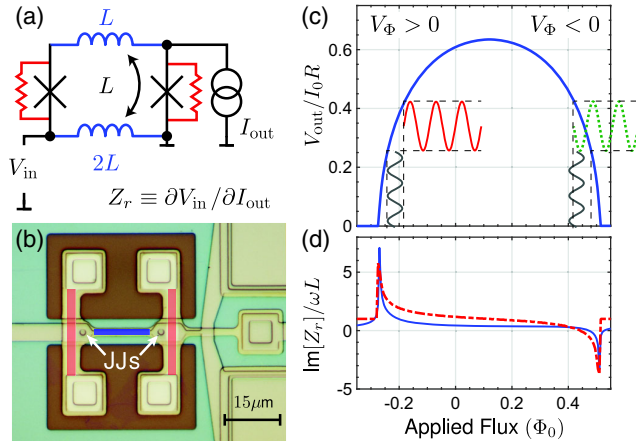 (a)
L
L
2L
V_in
I_out
Z_r ≡ ∂V_in/∂I_out
(b)
JJs
15μm
(c)
V_Φ > 0
V_Φ < 0
V_out/I_0R
0.6
0.4
0.2
0
(d)
Im[Z_r]/ωL
5
0
-5
-0.2
0
0.2
0.4
Applied Flux (Φ_0)